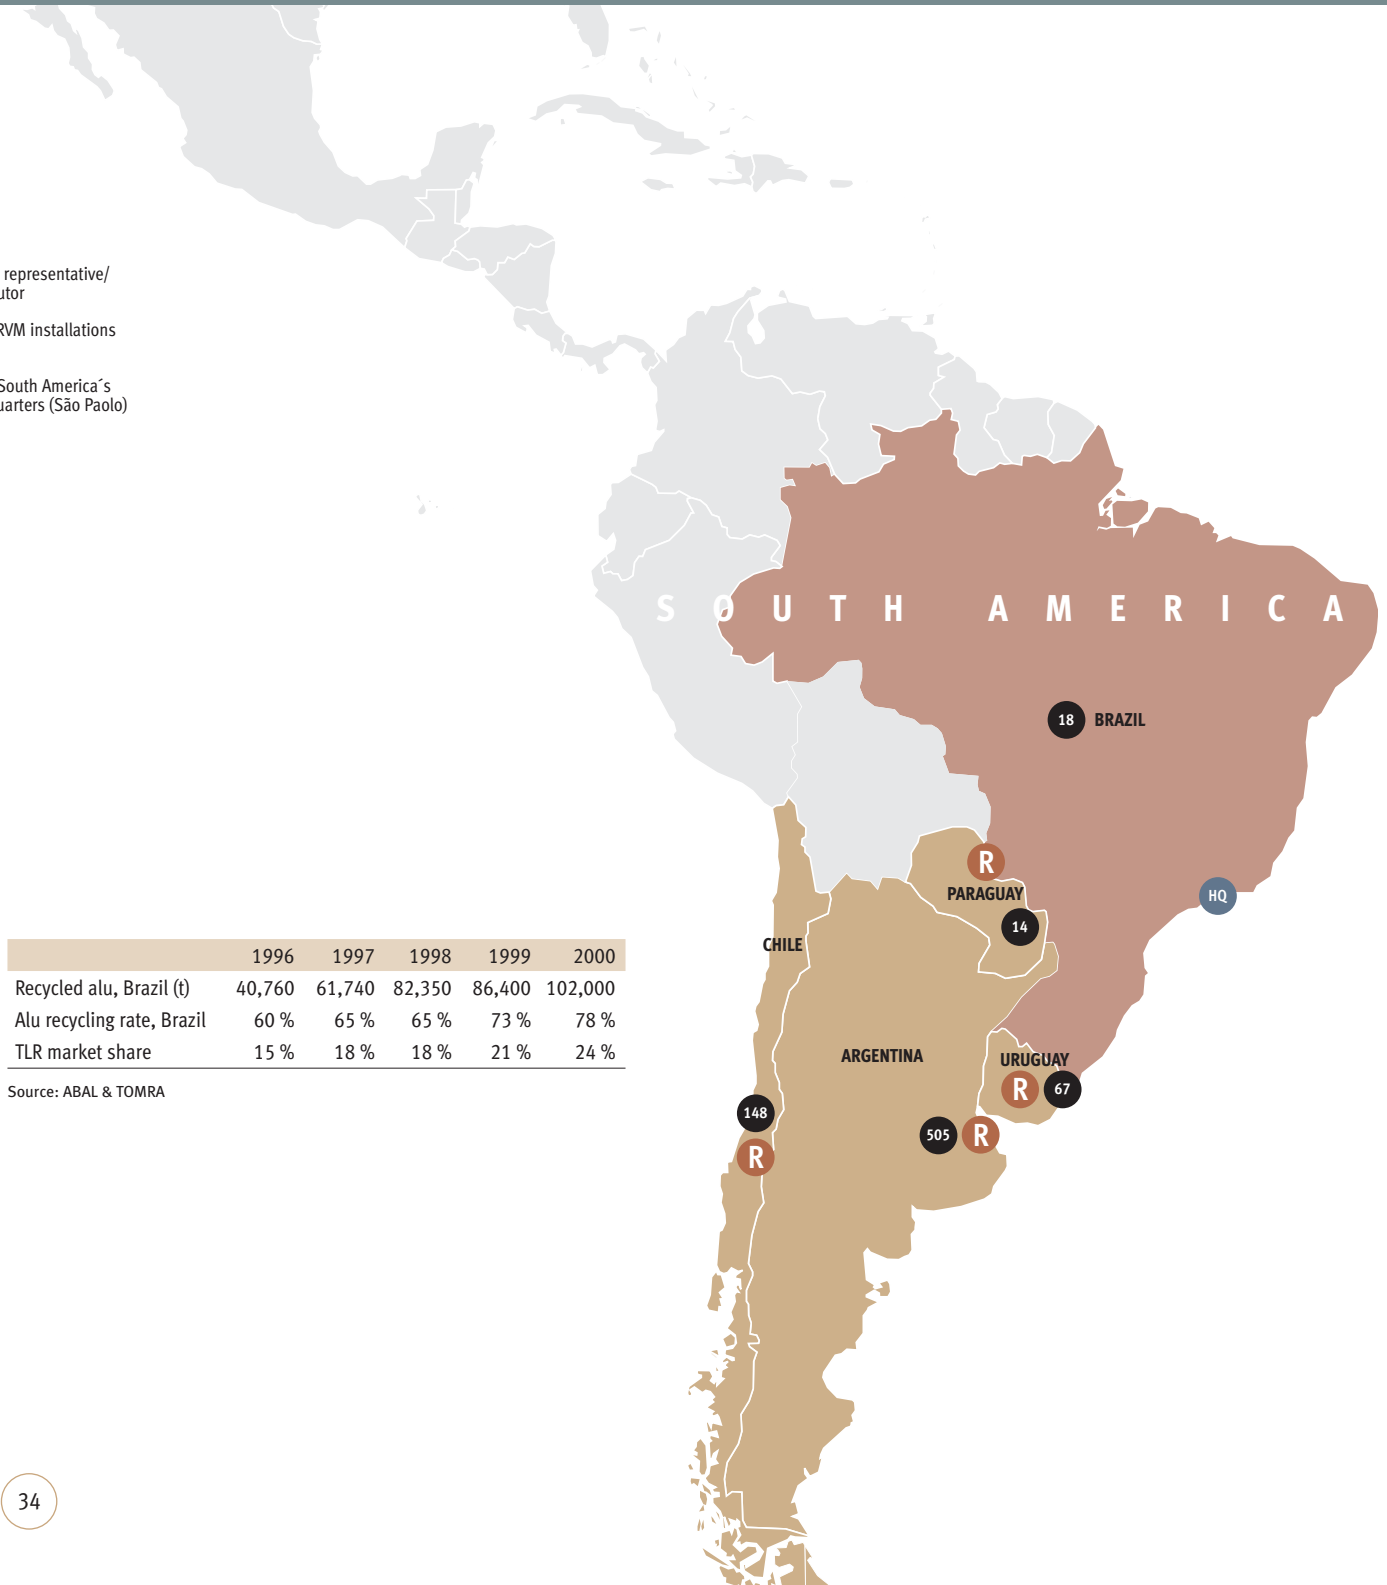 representative/
utor
RVM installations
South America´s
uarters (São Paolo)
SOUTH AMERICA
18 BRAZIL
R
PARAGUAY
14
HQ
CHILE
1996 1997 1998 1999 2000
Recycled alu, Brazil (t) 40,760 61,740 82,350 86,400 102,000
Alu recycling rate, Brazil 60 % 65 % 65 % 73 % 78 %
TLR market share 15 % 18 % 18 % 21 % 24 %
Source: ABAL & TOMRA
ARGENTINA
URUGUAY
R 67
148
505 R
R
34